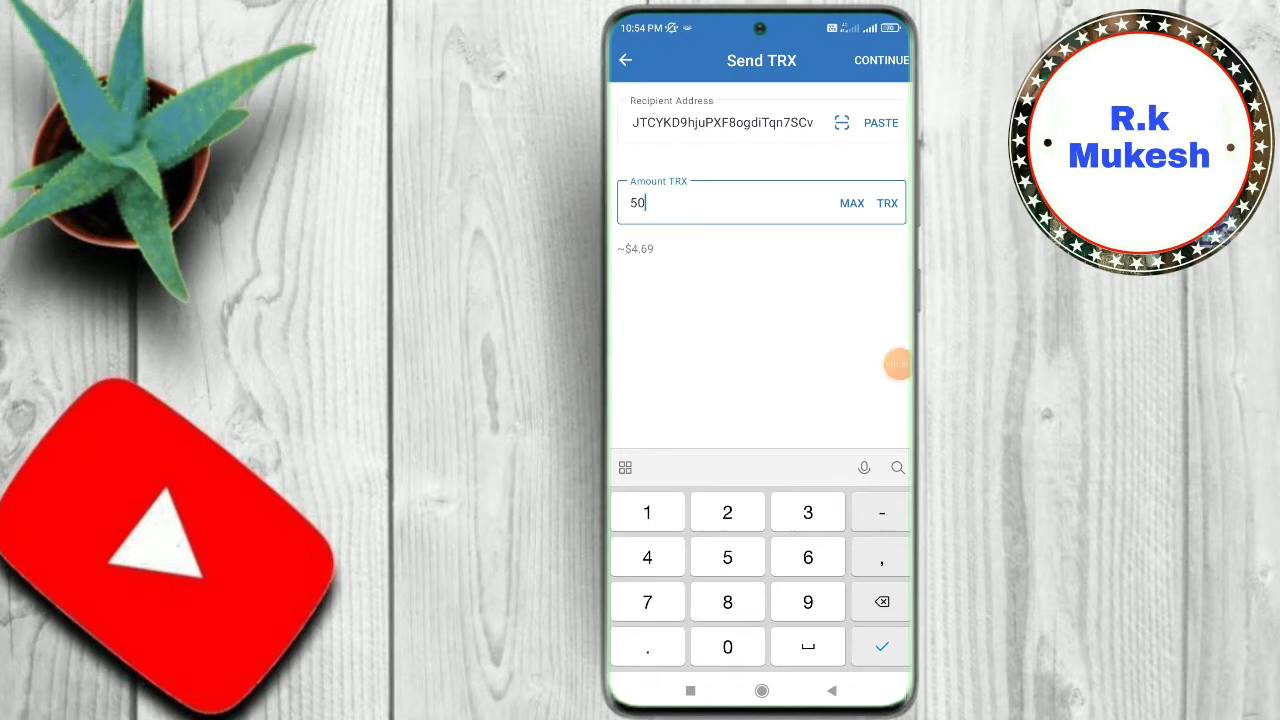 10:54 PM
Send TRX
CONTINUE
Recipient Address
JTCYKD9hjuPXF8ogdiTqn7SCv
PASTE
Amount TRX
50
MAX
TRX
~$4.69
1 2 3 -
4 5 6 ,
7 8 9
. 0
R.k
Mukesh